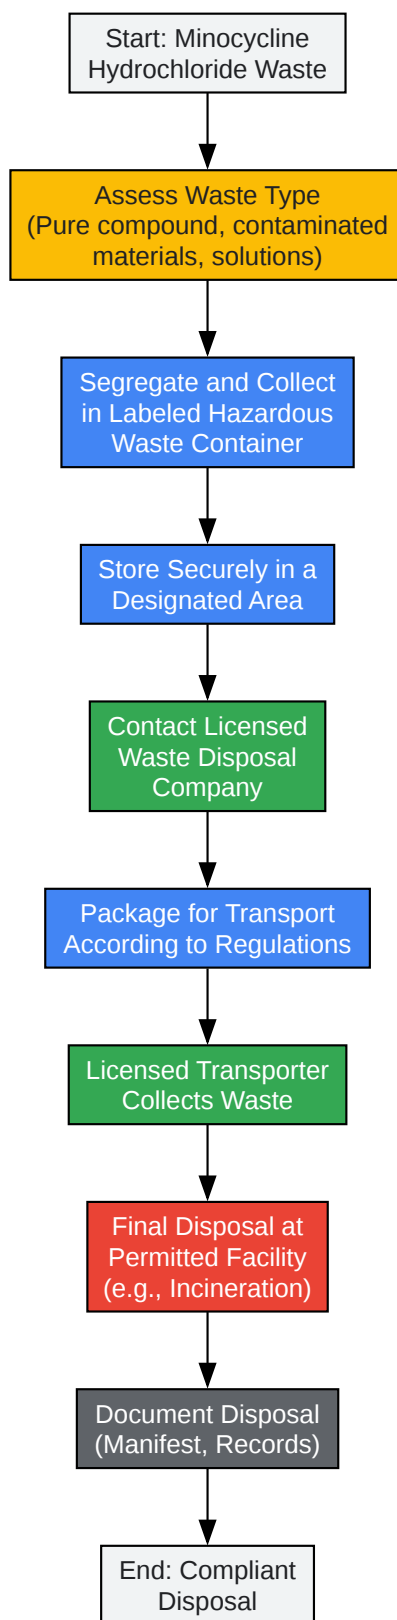 Start: Minocycline
Hydrochloride Waste
Assess Waste Type
(Pure compound, contaminated
materials, solutions)
Segregate and Collect
in Labeled Hazardous
Waste Container
Store Securely in a
Designated Area
Contact Licensed
Waste Disposal
Company
Package for Transport
According to Regulations
Licensed Transporter
Collects Waste
Final Disposal at
Permitted Facility
(e.g., Incineration)
Document Disposal
(Manifest, Records)
End: Compliant
Disposal